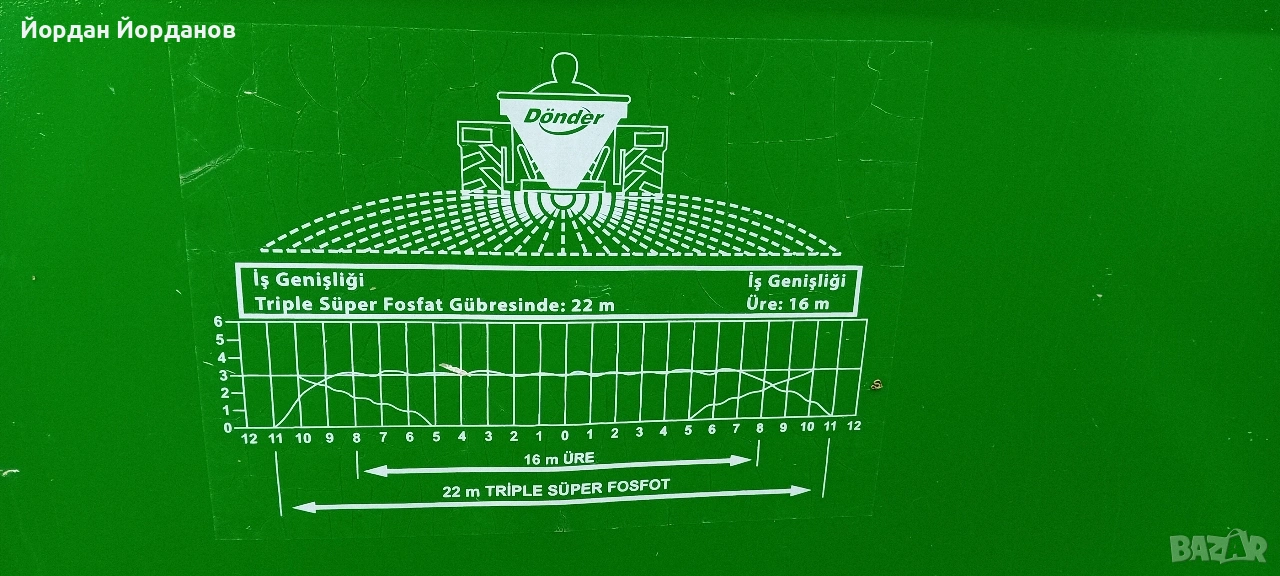 Йордан Йорданов
Dönder
İş Genişliği
Triple Süper Fosfat Gübresinde: 22 m
İş Genişliği
Üre: 16 m
6
5
4
3
2
1
0
12 11 10 9 8 7 6 5 4 3 2 1 0 1 2 3 4 5 6 7 8 9 10 11 12
16 m ÜRE
22 m TRİPLE SÜPER FOSFOT
BAZAR